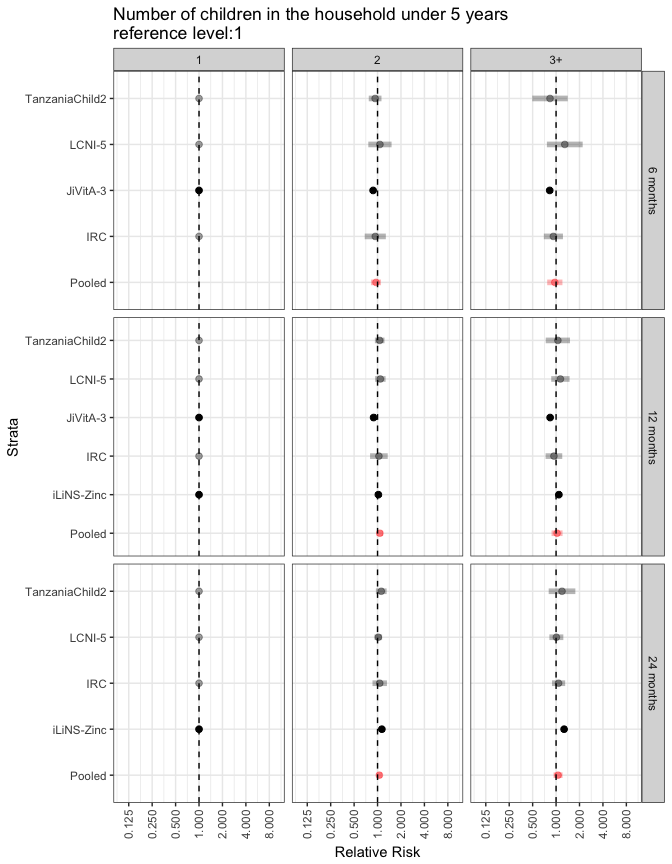 Number of children in the household under 5 years
reference level:1
1
2
3+
TanzaniaChild2
LCNI-5
JiVitA-3
IRC
Pooled
6 months
TanzaniaChild2
LCNI-5
JiVitA-3
IRC
iLiNS-Zinc
Pooled
12 months
TanzaniaChild2
LCNI-5
IRC
iLiNS-Zinc
Pooled
24 months
Strata
0.125
0.250
0.500
1.000
2.000
4.000
8.000
0.125
0.250
0.500
1.000
2.000
4.000
8.000
0.125
0.250
0.500
1.000
2.000
4.000
8.000
Relative Risk